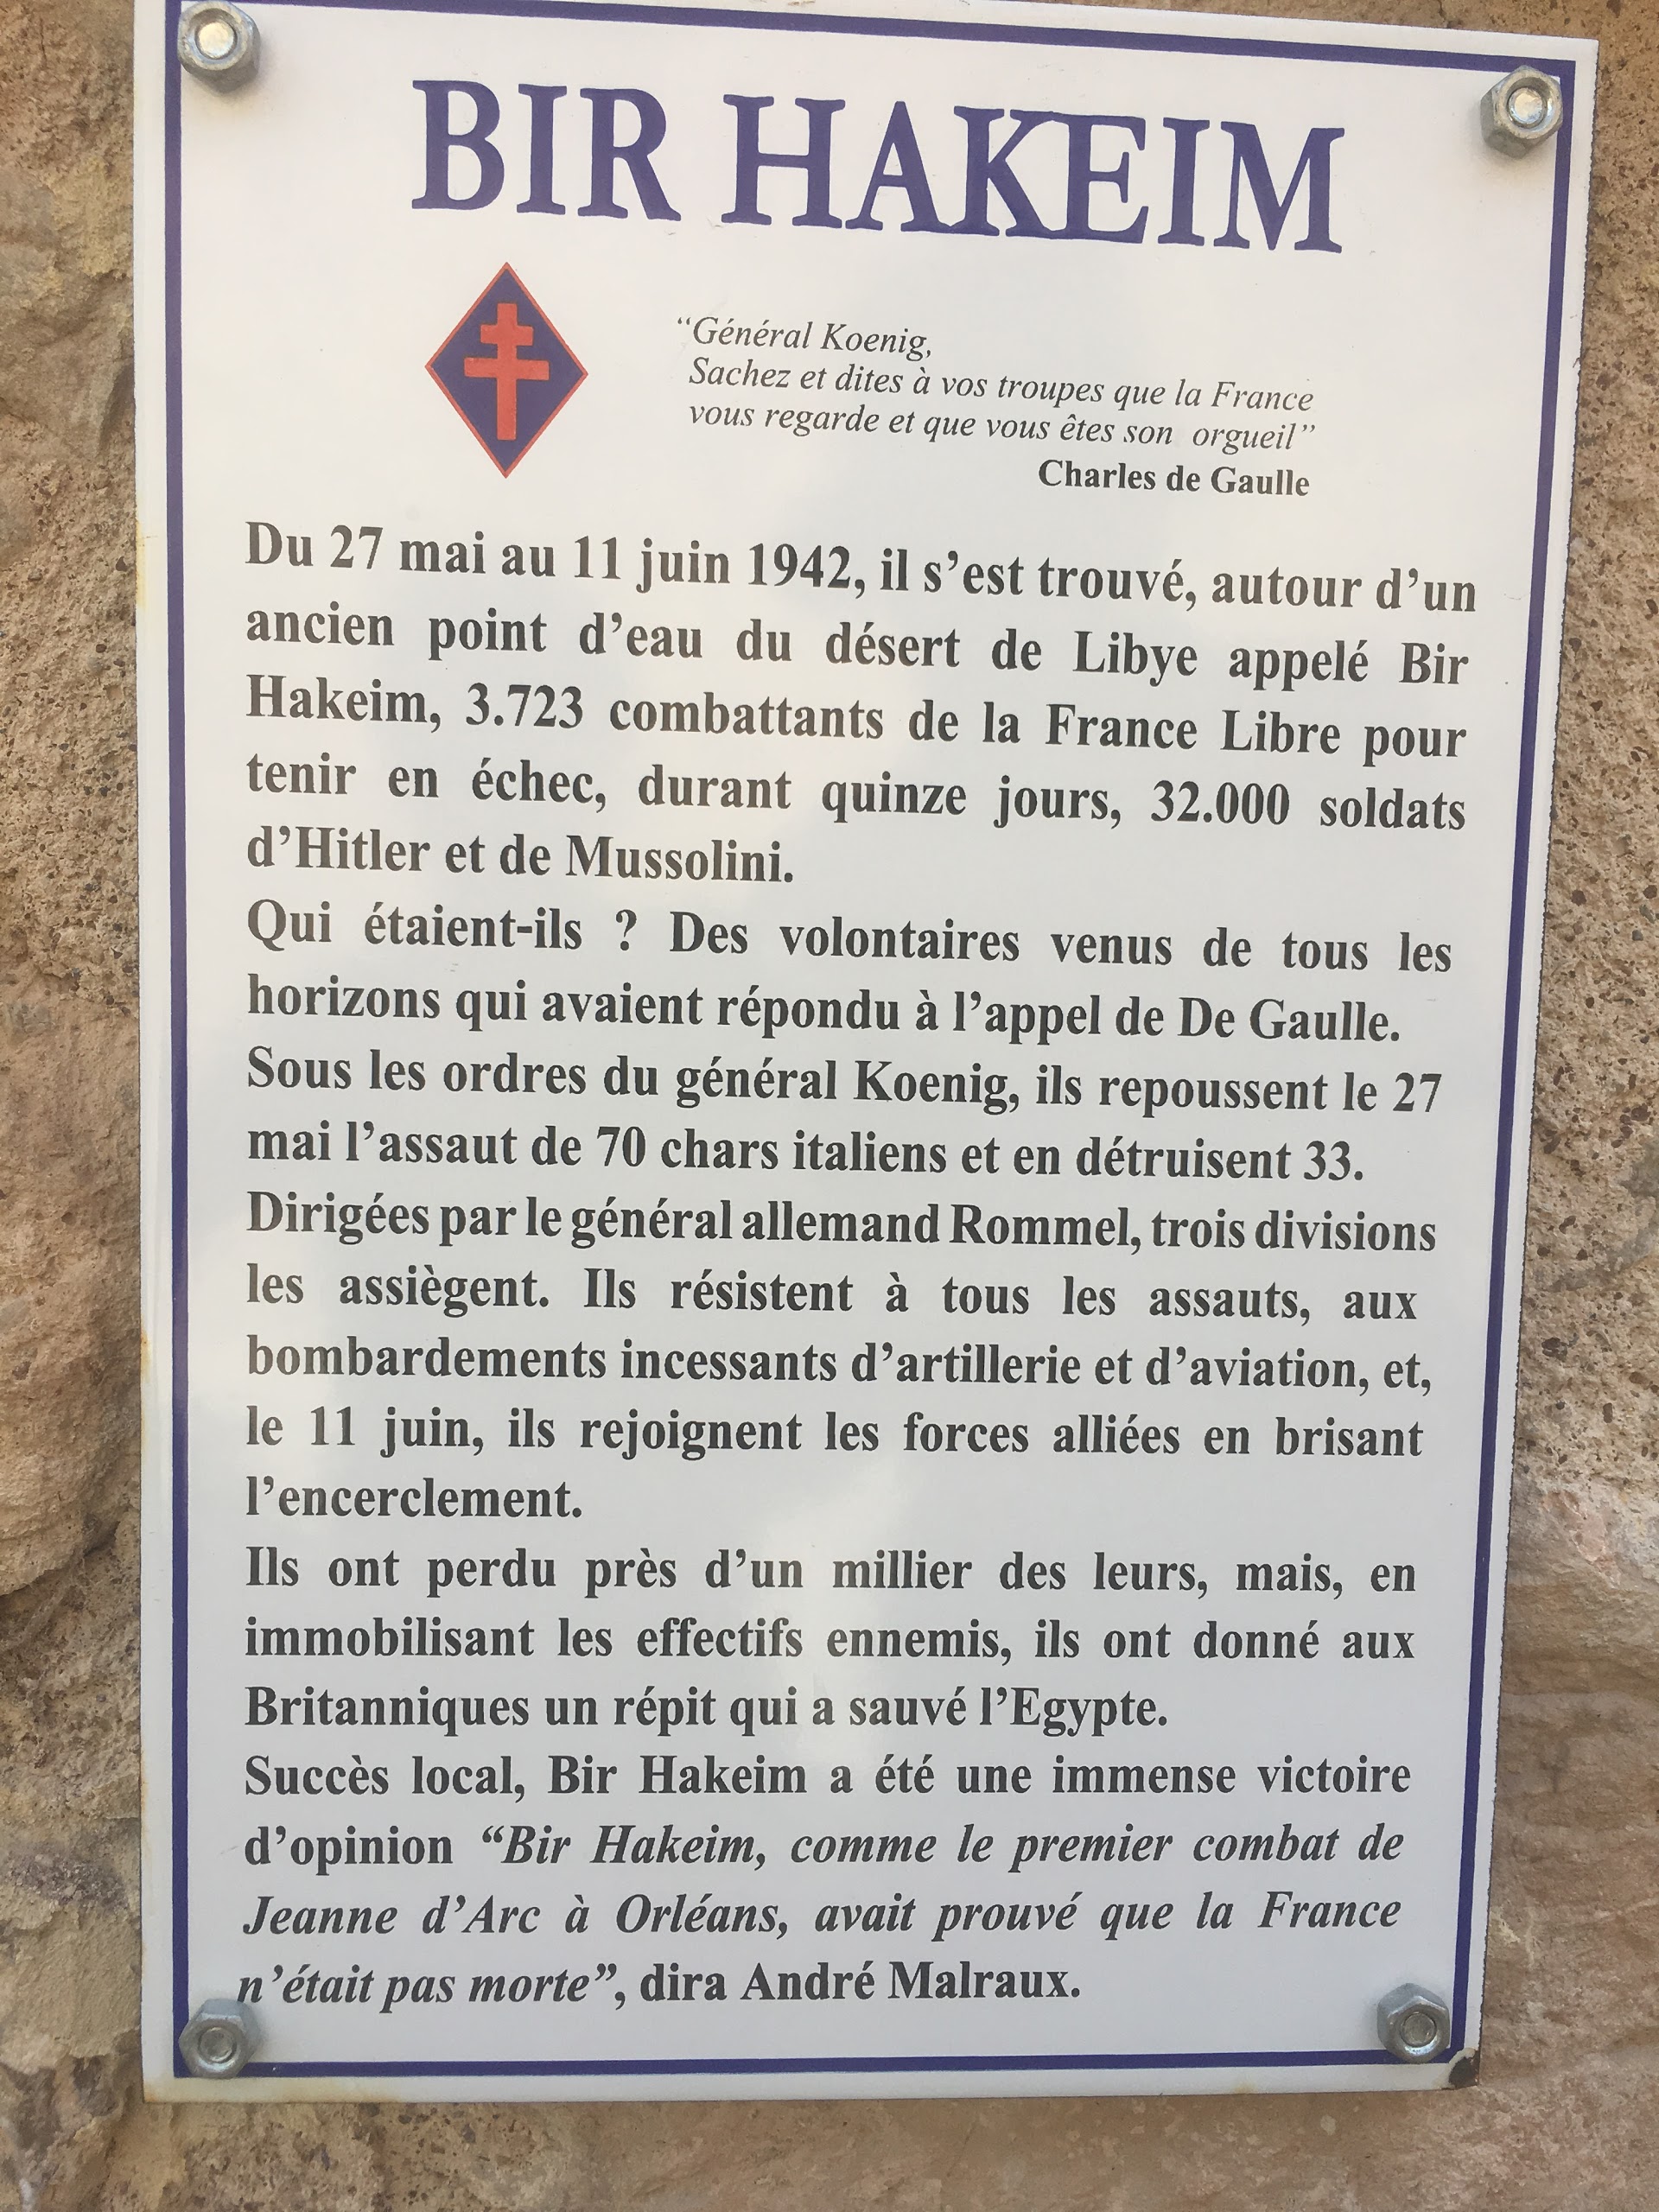 BIR HAKEIM
“Général Koenig,
Sachez et dites à vos troupes que la France
vous regarde et que vous êtes son orgueil”
Charles de Gaulle
Du 27 mai au 11 juin 1942, il s’est trouvé, autour d’un
ancien point d’eau du désert de Libye appelé Bir
Hakeim, 3.723 combattants de la France Libre pour
tenir en échec, durant quinze jours, 32.000 soldats
d’Hitler et de Mussolini.
Qui étaient-ils ? Des volontaires venus de tous les
horizons qui avaient répondu à l’appel de De Gaulle.
Sous les ordres du général Koenig, ils repoussent le 27
mai l’assaut de 70 chars italiens et en détruisent 33.
Dirigées par le général allemand Rommel, trois divisions
les assiègent. Ils résistent à tous les assauts, aux
bombardements incessants d’artillerie et d’aviation, et,
le 11 juin, ils rejoignent les forces alliées en brisant
l’encerclement.
Ils ont perdu près d’un millier des leurs, mais, en
immobilisant les effectifs ennemis, ils ont donné aux
Britanniques un répit qui a sauvé l’Egypte.
Succès local, Bir Hakeim a été une immense victoire
d’opinion “Bir Hakeim, comme le premier combat de
Jeanne d’Arc à Orléans, avait prouvé que la France
n’était pas morte”, dira André Malraux.